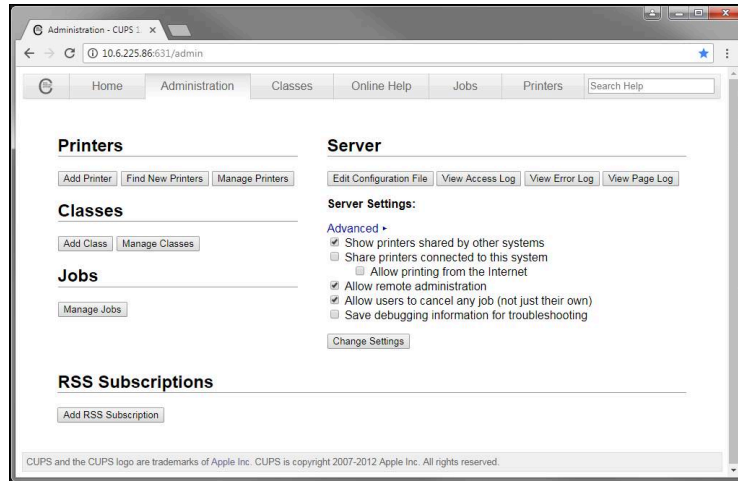 Administration - CUPS 1.
10.6.225.86:631/admin
Home Administration Classes Online Help Jobs Printers Search Help
Printers
Add Printer Find New Printers Manage Printers
Classes
Add Class Manage Classes
Jobs
Manage Jobs
Server
Edit Configuration File View Access Log View Error Log View Page Log
Server Settings:
Advanced ▸
Show printers shared by other systems
Share printers connected to this system
Allow printing from the Internet
Allow remote administration
Allow users to cancel any job (not just their own)
Save debugging information for troubleshooting
Change Settings
RSS Subscriptions
Add RSS Subscription
CUPS and the CUPS logo are trademarks of Apple Inc. CUPS is copyright 2007-2012 Apple Inc. All rights reserved.